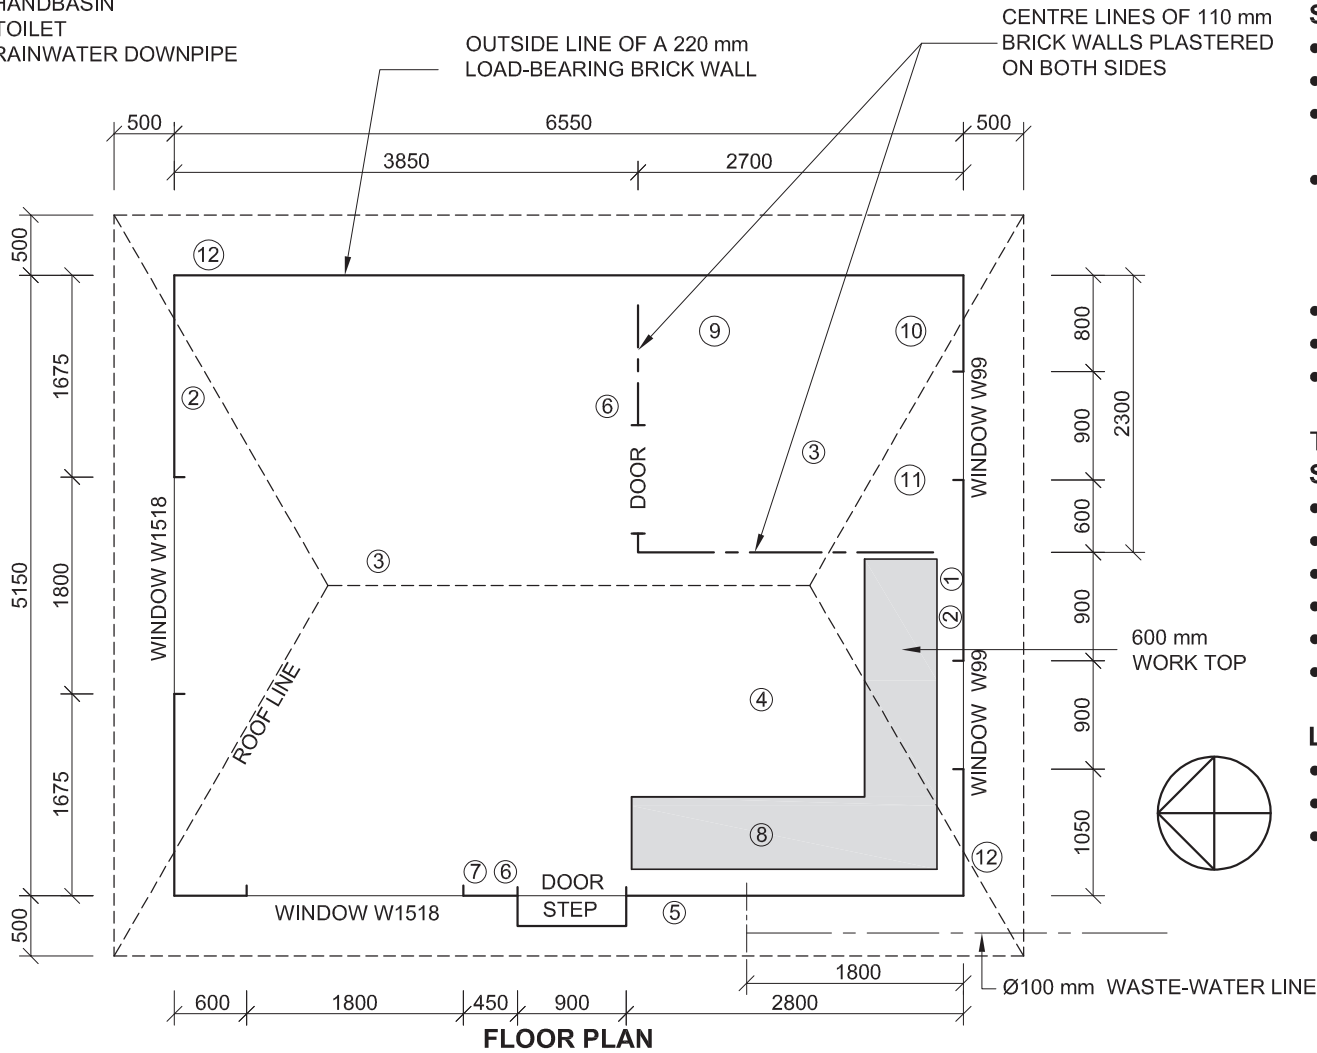 HANDBASIN
TOILET
RAINWATER DOWNPIPE
OUTSIDE LINE OF A 220 mm
LOAD-BEARING BRICK WALL
CENTRE LINES OF 110 mm
BRICK WALLS PLASTERED
ON BOTH SIDES
S
500
6550
500
3850
2700
500
12
9
10
800
1675
2
6
3
DOOR
WINDOW W99
900
2300
11
600
WINDOW W1518
3
5150
1800
1
2
900
600 mm
WORK TOP
T
S
ROOF LINE
4
WINDOW W99
900
1675
8
1050
12
L
7
6
DOOR
STEP
WINDOW W1518
5
500
1800
Ø100 mm WASTE-WATER LINE
600
1800
450
900
2800
FLOOR PLAN